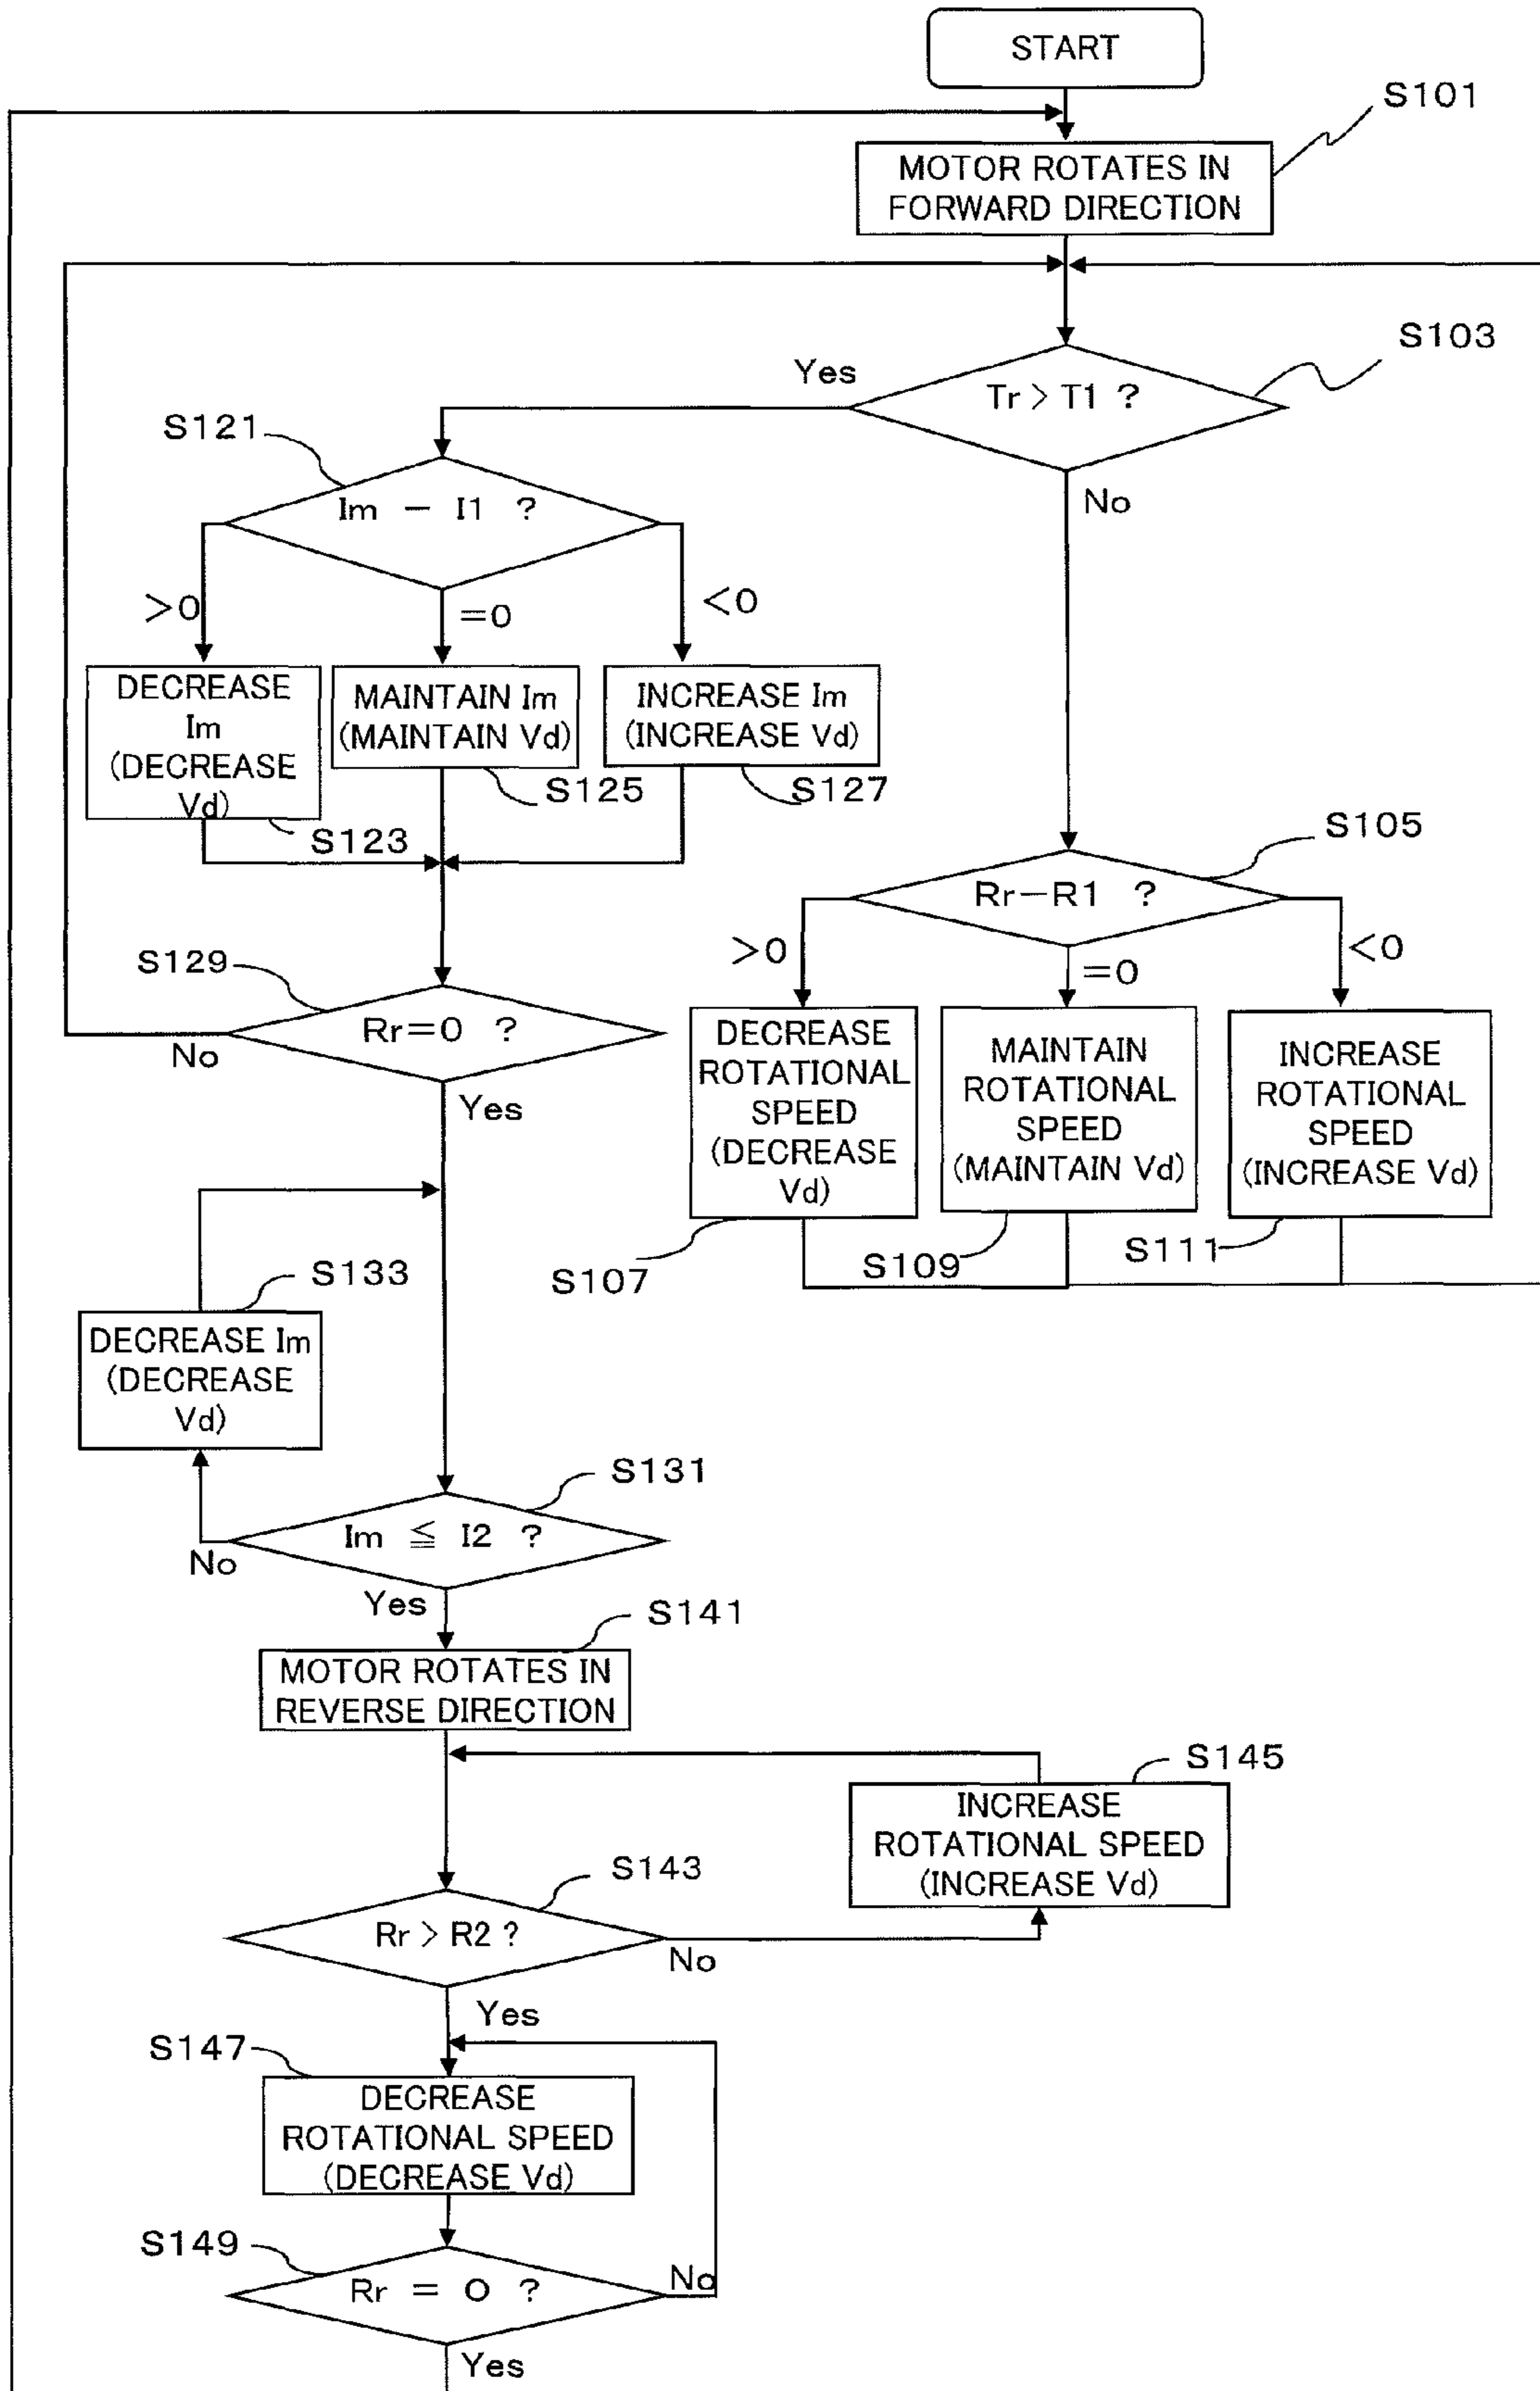 START
S101
MOTOR ROTATES IN
FORWARD DIRECTION
S103
Yes
Tr > T1 ?
No
S121
Im - I1 ?
>0
=0
<0
DECREASE
Im
(DECREASE
Vd)
S123
MAINTAIN Im
(MAINTAIN Vd)
S125
INCREASE Im
(INCREASE Vd)
S127
S105
Rr-R1 ?
>0
=0
<0
DECREASE
ROTATIONAL
SPEED
(DECREASE
Vd)
S107
MAINTAIN
ROTATIONAL
SPEED
(MAINTAIN Vd)
S109
INCREASE
ROTATIONAL
SPEED
(INCREASE Vd)
S111
S129
Rr=0 ?
No
Yes
S133
DECREASE Im
(DECREASE
Vd)
S131
Im ≦ I2 ?
No
Yes
S141
MOTOR ROTATES IN
REVERSE DIRECTION
S145
INCREASE
ROTATIONAL SPEED
(INCREASE Vd)
S143
Rr > R2 ?
No
Yes
S147
DECREASE
ROTATIONAL SPEED
(DECREASE Vd)
S149
Rr = 0 ?
No
Yes